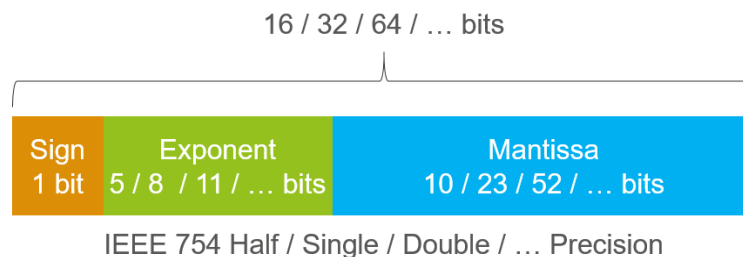 16 / 32 / 64 / … bits
Sign
1 bit
Exponent
5 / 8 / 11 / … bits
Mantissa
10 / 23 / 52 / … bits
IEEE 754 Half / Single / Double / … Precision